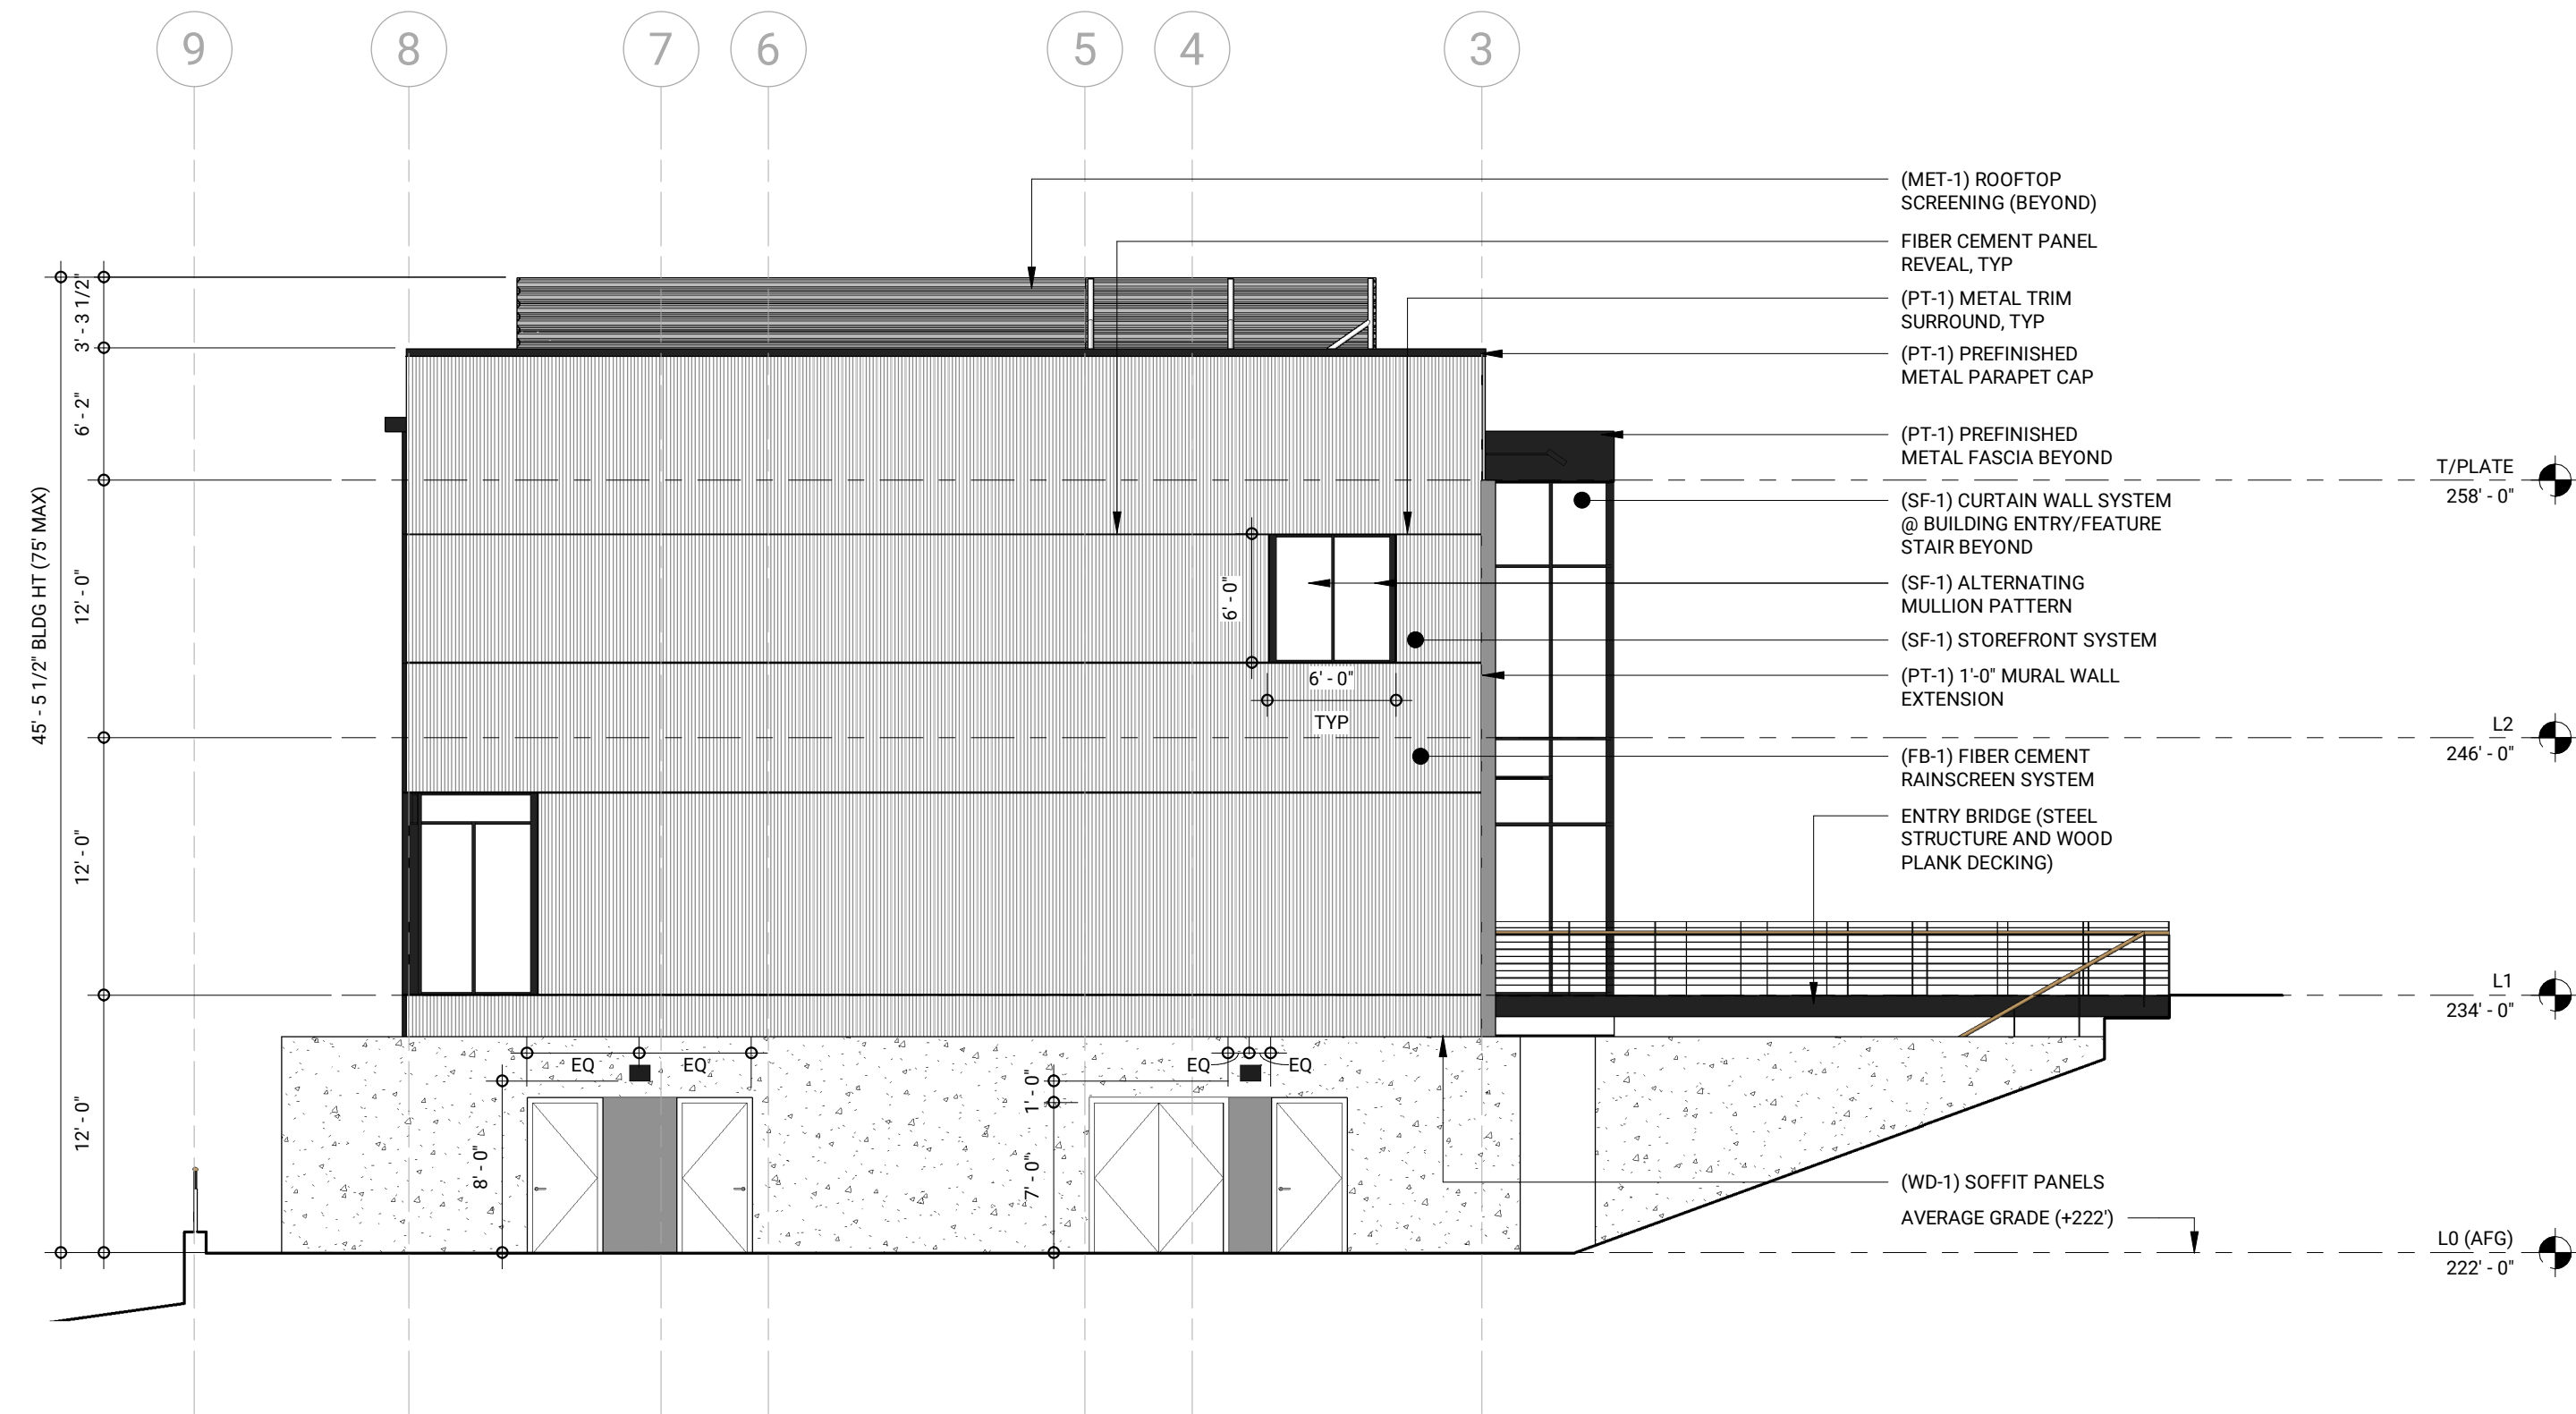 9 8 7 6 5 4 3
(MET-1) ROOFTOP
SCREENING (BEYOND)
FIBER CEMENT PANEL
REVEAL, TYP
(PT-1) METAL TRIM
SURROUND, TYP
(PT-1) PREFINISHED
METAL PARAPET CAP
(PT-1) PREFINISHED
METAL FASCIA BEYOND
(SF-1) CURTAIN WALL SYSTEM
@ BUILDING ENTRY/FEATURE
STAIR BEYOND
(SF-1) ALTERNATING
MULLION PATTERN
(SF-1) STOREFRONT SYSTEM
(PT-1) 1'-0" MURAL WALL
EXTENSION
(FB-1) FIBER CEMENT
RAINSCREEN SYSTEM
ENTRY BRIDGE (STEEL
STRUCTURE AND WOOD
PLANK DECKING)
(WD-1) SOFFIT PANELS
AVERAGE GRADE (+222')
T/PLATE
258' - 0"
L2
246' - 0"
L1
234' - 0"
L0 (AFG)
222' - 0"
45' - 5 1/2" BLDG HT (75' MAX)
3' - 3 1/2"
6' - 2"
12' - 0"
12' - 0"
12' - 0"
6' - 0"
6' - 0"
TYP
EQ EQ
EQ EQ
8' - 0"
1' - 0"
7' - 0"